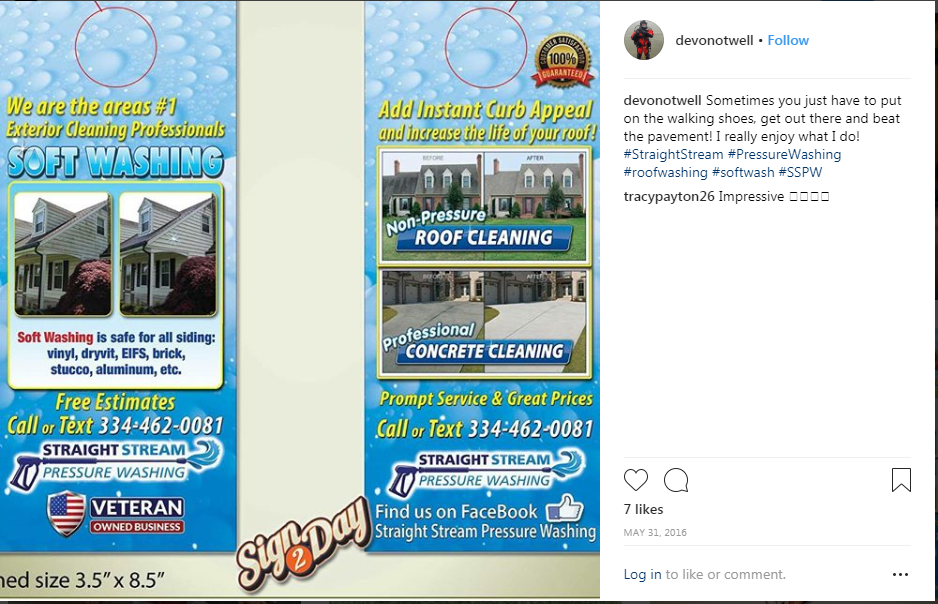 We are the areas #1
Exterior Cleaning Professionals
SOFT WASHING
Soft Washing is safe for all siding:
vinyl, dryvit, EIFS, brick,
stucco, aluminum, etc.
Free Estimates
Call or Text 334-462-0081
STRAIGHT STREAM
PRESSURE WASHING
VETERAN
OWNED BUSINESS
CUSTOMER SATISFACTION
100%
GUARANTEED
Add Instant Curb Appeal
and increase the life of your roof!
BEFORE
AFTER
Non-Pressure
ROOF CLEANING
BEFORE
AFTER
Professional
CONCRETE CLEANING
Prompt Service & Great Prices
Call or Text 334-462-0081
STRAIGHT STREAM
PRESSURE WASHING
Find us on FaceBook
Straight Stream Pressure Washing
Sign2Day
ned size 3.5” x 8.5”
devonotwell • Follow
devonotwell Sometimes you just have to put
on the walking shoes, get out there and beat
the pavement! I really enjoy what I do!
#StraightStream #PressureWashing
#roofwashing #softwash #SSPW
tracypayton26 Impressive
7 likes
MAY 31, 2016
Log in to like or comment.